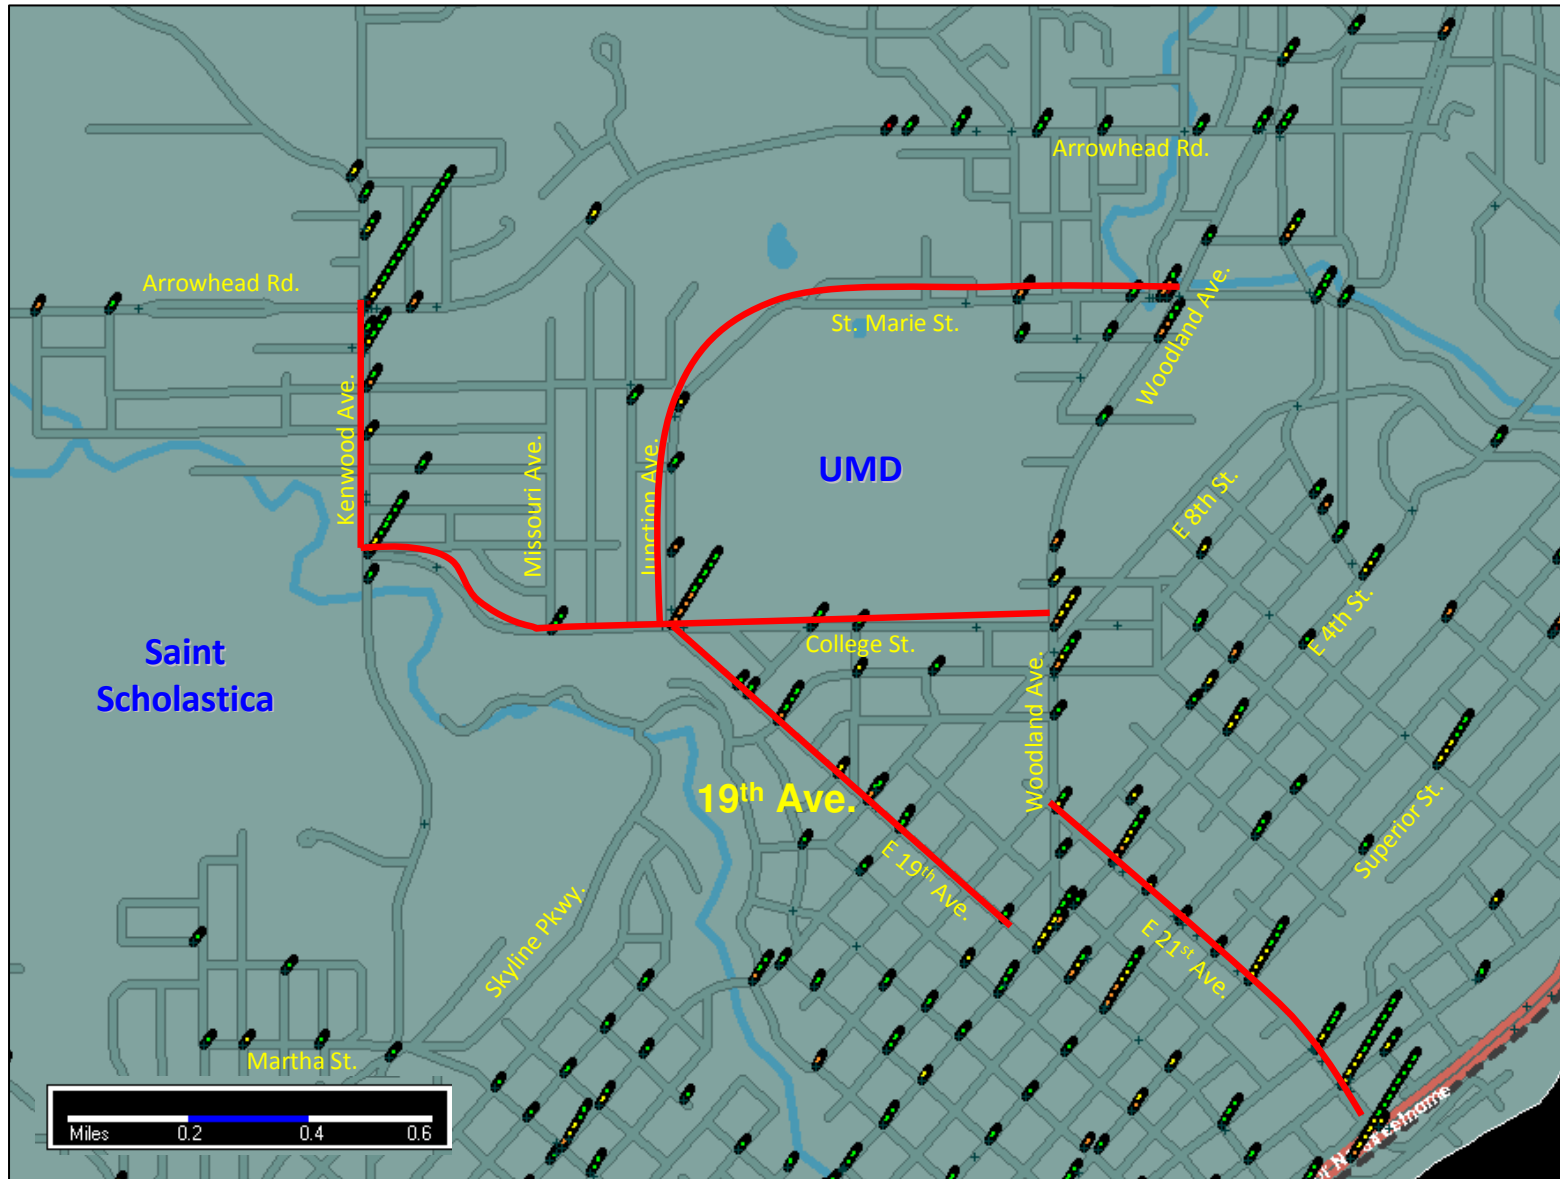 Arrowhead Rd.
Arrowhead Rd.
St. Marie St.
Woodland Ave.
Kenwood Ave.
Missouri Ave.
Junction Ave.
UMD
E 8th St.
E 4th St.
Saint
Scholastica
College St.
Woodland Ave.
19th Ave.
E 19th Ave.
Superior St.
Skyline Pkwy.
E 21st Ave.
Martha St.
Miles 0.2 0.4 0.6